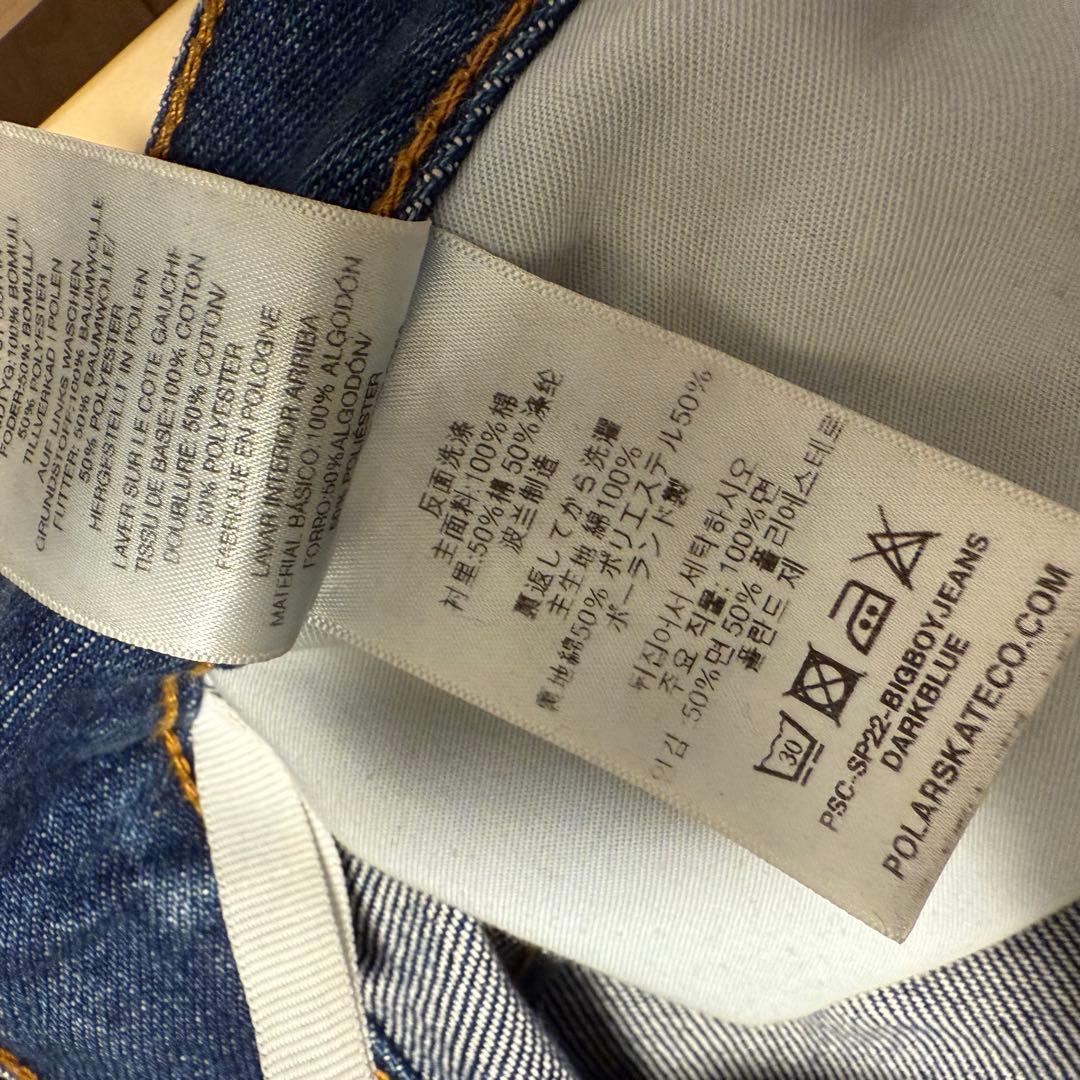 FODER:50% BOMULL/
50% POLYESTER
TILLVERKAD I POLEN
AUF LINKS WASCHEN
GRUNDSTOFF:100% BAUMWOLLE
FUTTER: 50% BAUMWOLLE/
50% POLYESTER
HERGESTELLT IN POLEN
LAVER SUR LE COTE GAUCHE
TISSU DE BASE:100% COTON
DOUBLURE: 50% COTON/
50% POLYESTER
FABRIQUE EN POLOGNE
LAVAR INTERIOR ARRIBA
MATERIAL BÁSICO:100% ALGODÓN
FORRO:50%ALGODÓN/
50% POLIÉSTER
反面洗涤
主面料:100%棉
衬里:50%棉 50%涤纶
波兰制造
裏返してから洗濯
主生地 綿100%
裏地綿50% ポリエステル50%
ポーランド製
뒤집어서 세탁하시오
주요 직물: 100%면
안감 :50%면 50% 폴리에스테르
폴란드 제
30
PSC-SP22-BIGBOYJEANS
DARKBLUE
POLARSKATECO.COM